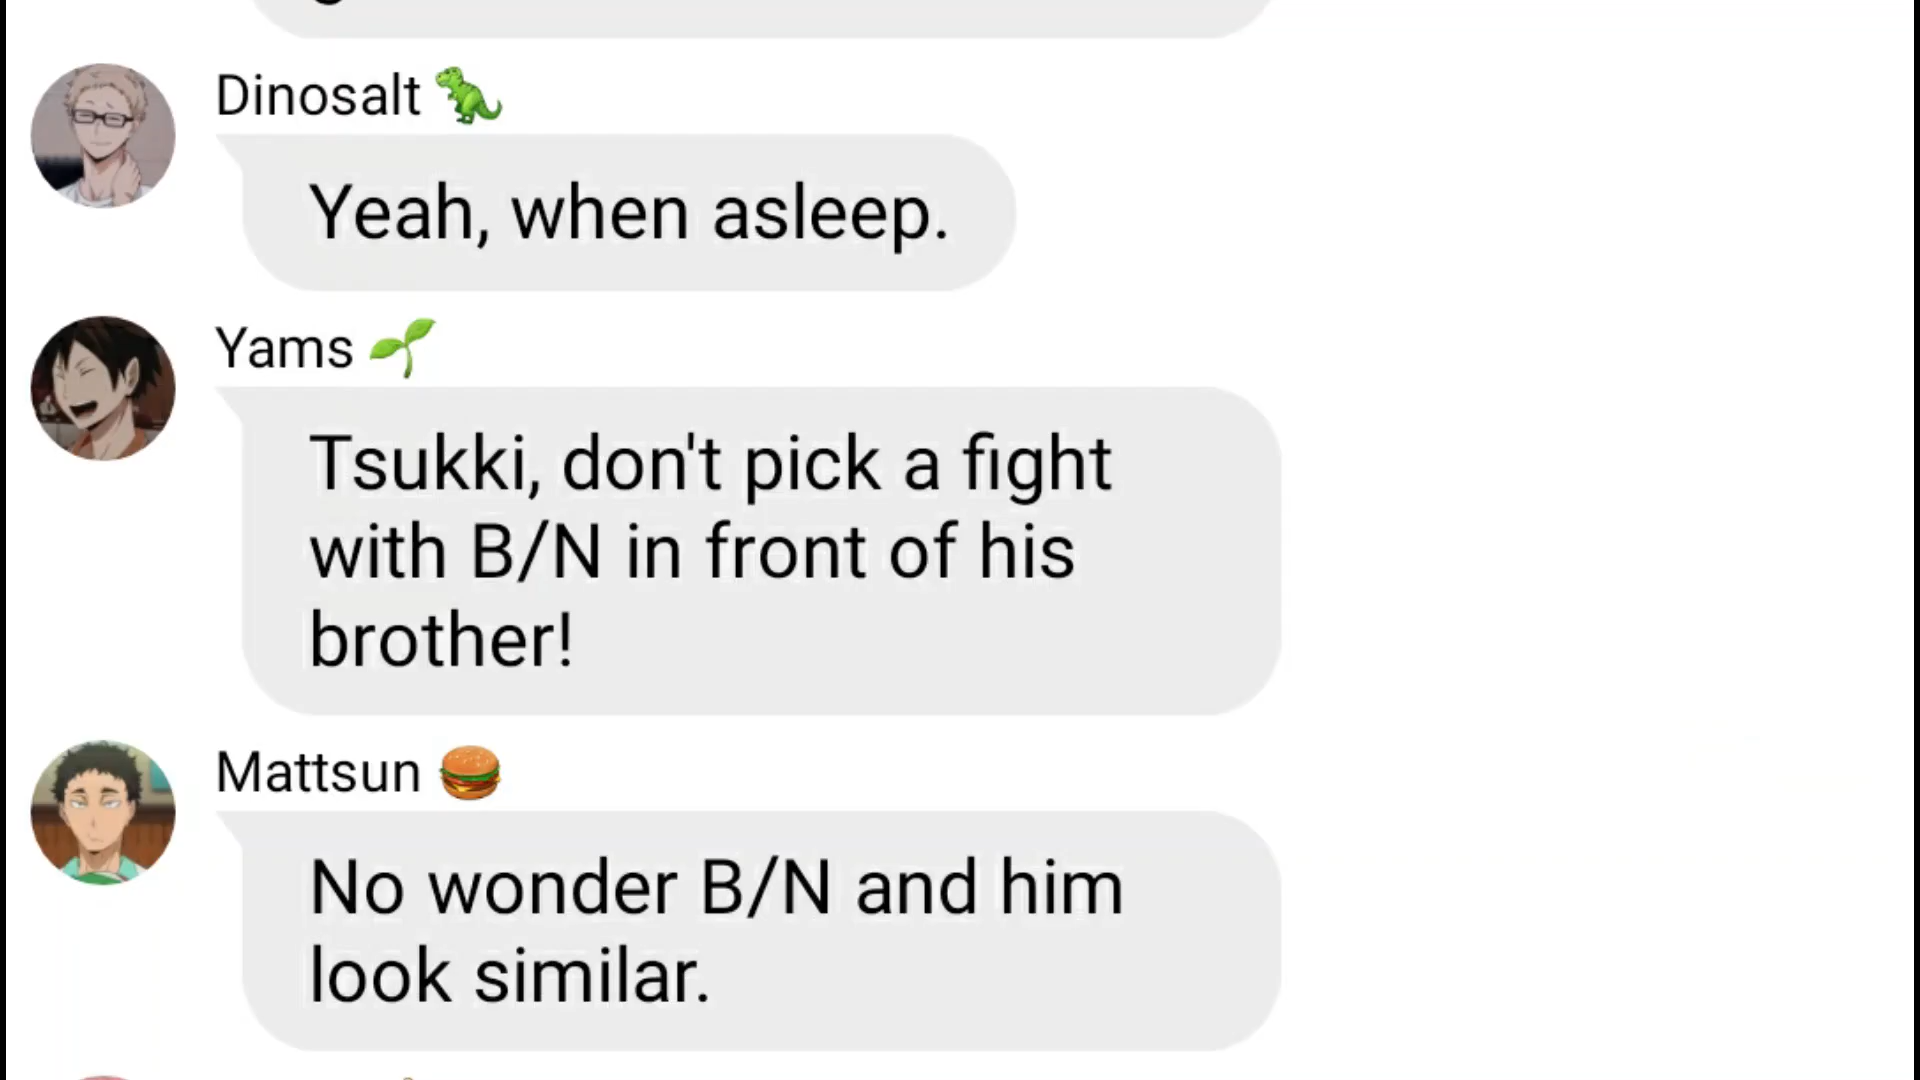 Dinosalt 🦖
Yeah, when asleep.
Yams 🌱
Tsukki, don't pick a fight
with B/N in front of his
brother!
Mattsun 🍔
No wonder B/N and him
look similar.